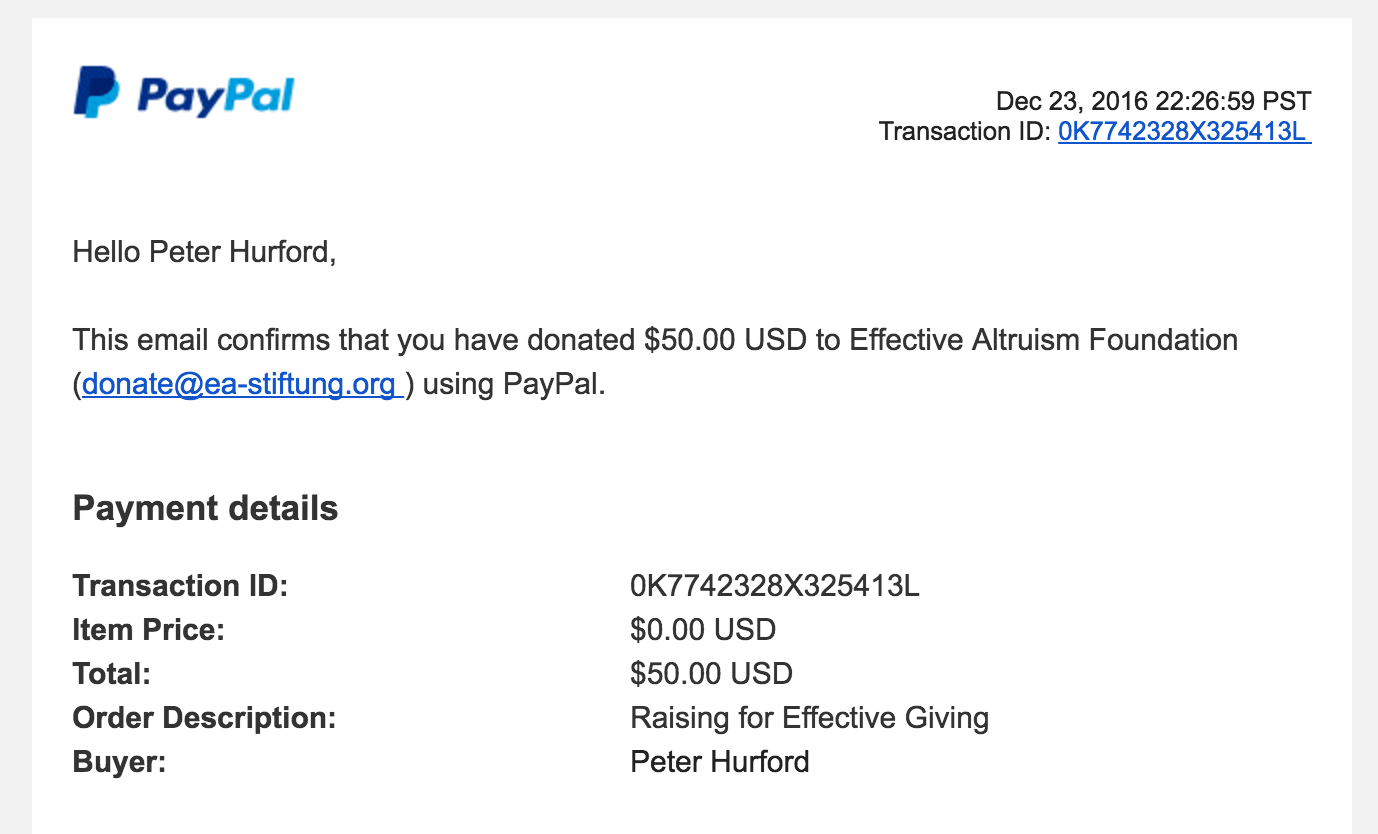 PayPal
Dec 23, 2016 22:26:59 PST
Transaction ID: 0K7742328X325413L
Hello Peter Hurford,
This email confirms that you have donated $50.00 USD to Effective Altruism Foundation
(donate@ea-stiftung.org ) using PayPal.
Payment details
Transaction ID: 0K7742328X325413L
Item Price: $0.00 USD
Total: $50.00 USD
Order Description: Raising for Effective Giving
Buyer: Peter Hurford